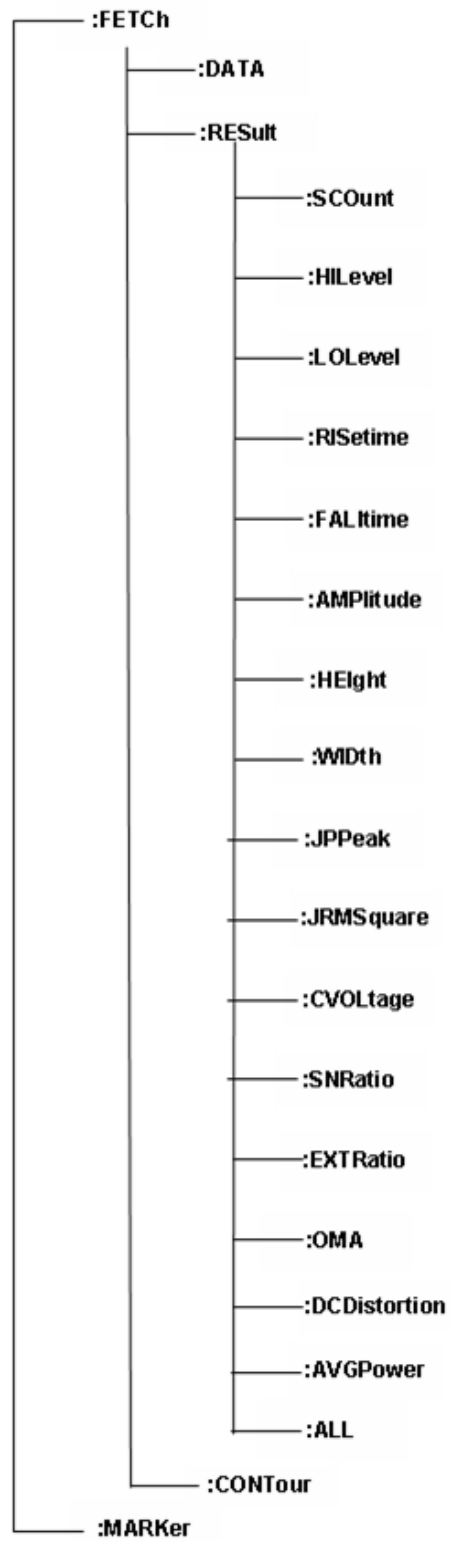 :FETCh
:DATA
:RESult
:SCOunt
:HILevel
:LOLevel
:RISetime
:FALltime
:AMPlitude
:HEIght
:WIDth
:JPPeak
:JRMSquare
:CVOLtage
:SNRatio
:EXTRatio
:OMA
:DCDistortion
:AVGPower
:ALL
:CONTour
:MARKer